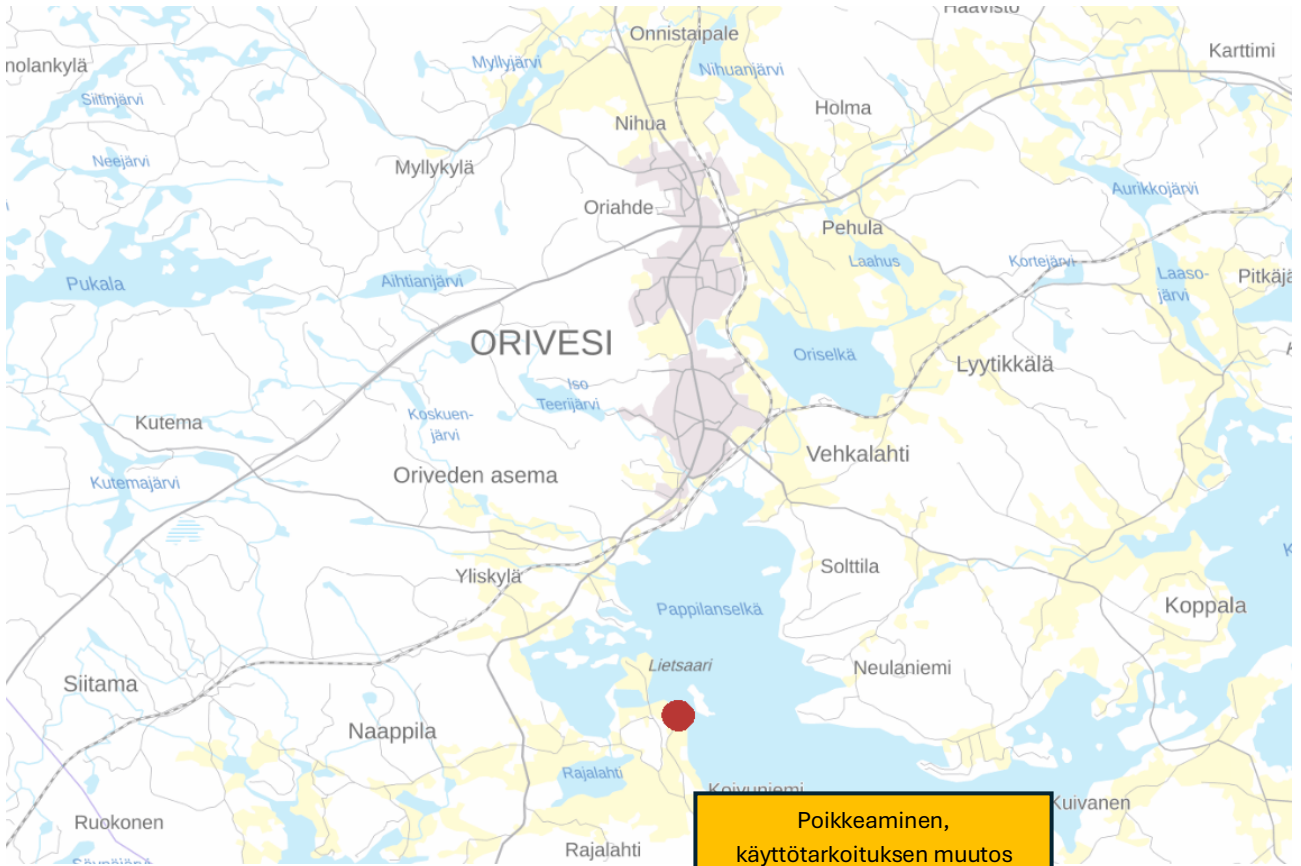 Haavisto
Onnistaipale
Karttimi
nolankylä
Myllyjärvi
Nihuanjärvi
Siitinjärvi
Holma
Nihua
Neejärvi
Myllykylä
Aurikkojärvi
Oriahde
Pehula
Laahus
Kortejärvi
Pukala
Aihtianjärvi
Laaso-
järvi
Pitkäjä
ORIVESI
Oriselkä
Lyytikkälä
Iso
Teerijärvi
Koskuen-
järvi
Kutema
Vehkalahti
Oriveden asema
Kutemajärvi
Yliskylä
Solttila
Pappilanselkä
Koppala
Lietsaari
Neulaniemi
Siitama
Naappila
Rajalahti
Koivuniemi
Kuivanen
Ruokonen
Poikkeaminen,
käyttötarkoituksen muutos
Rajalahti